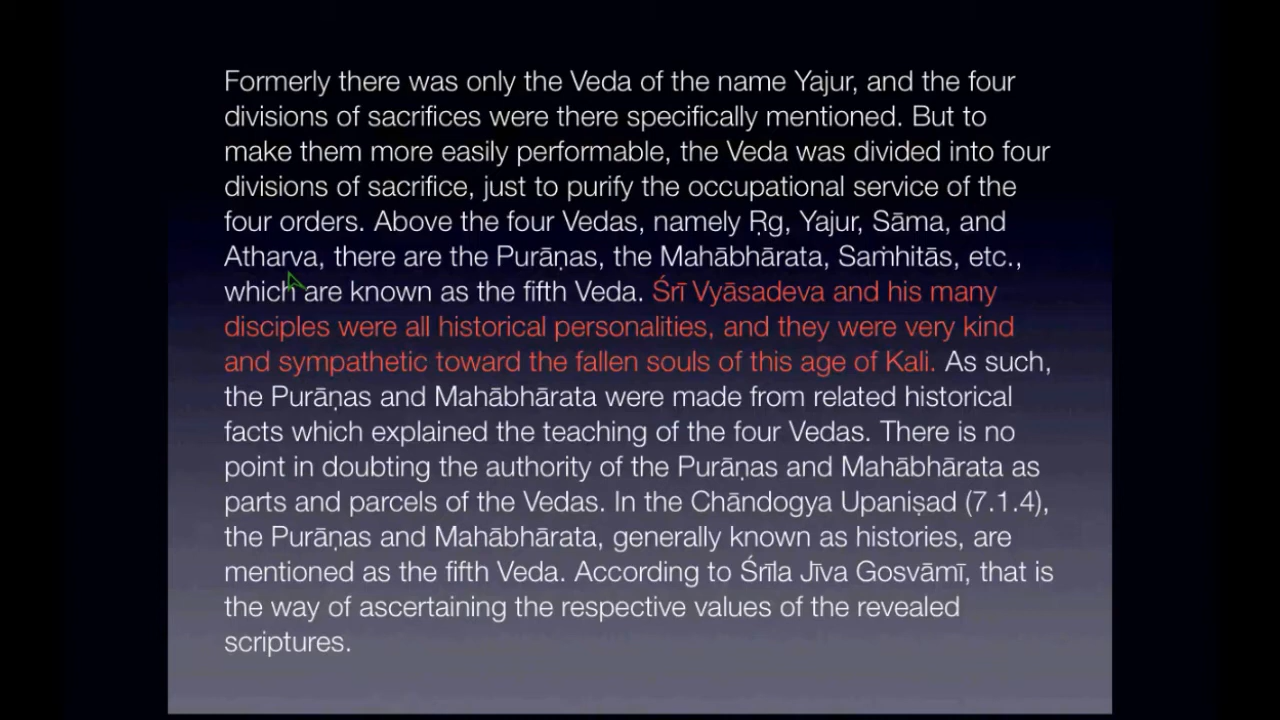 Formerly there was only the Veda of the name Yajur, and the four
divisions of sacrifices were there specifically mentioned. But to
make them more easily performable, the Veda was divided into four
divisions of sacrifice, just to purify the occupational service of the
four orders. Above the four Vedas, namely Ṛg, Yajur, Sāma, and
Atharva, there are the Purāṇas, the Mahābhārata, Saṁhitās, etc.,
which are known as the fifth Veda. Śrī Vyāsadeva and his many
disciples were all historical personalities, and they were very kind
and sympathetic toward the fallen souls of this age of Kali. As such,
the Purāṇas and Mahābhārata were made from related historical
facts which explained the teaching of the four Vedas. There is no
point in doubting the authority of the Purāṇas and Mahābhārata as
parts and parcels of the Vedas. In the Chāndogya Upaniṣad (7.1.4),
the Purāṇas and Mahābhārata, generally known as histories, are
mentioned as the fifth Veda. According to Śrīla Jīva Gosvāmī, that is
the way of ascertaining the respective values of the revealed
scriptures.